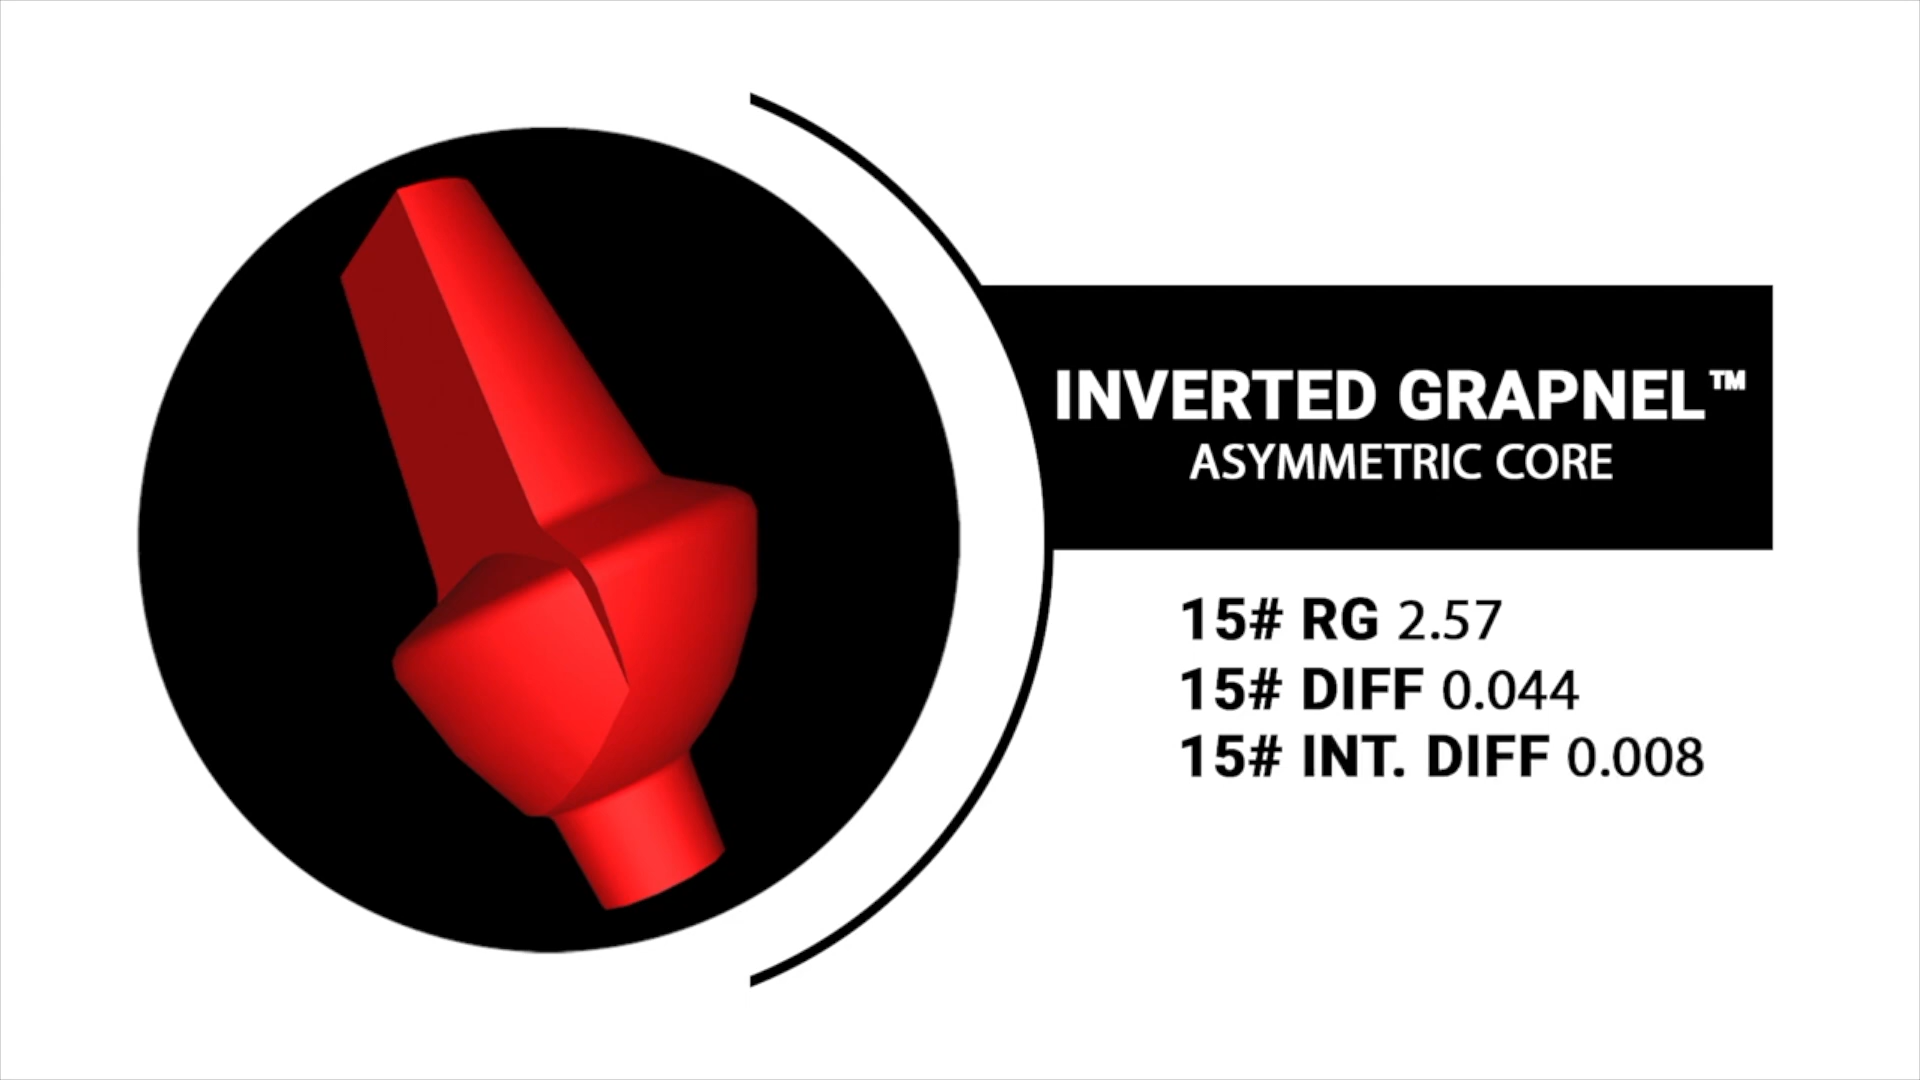 INVERTED GRAPNEL™
ASYMMETRIC CORE
15# RG 2.57
15# DIFF 0.044
15# INT. DIFF 0.008